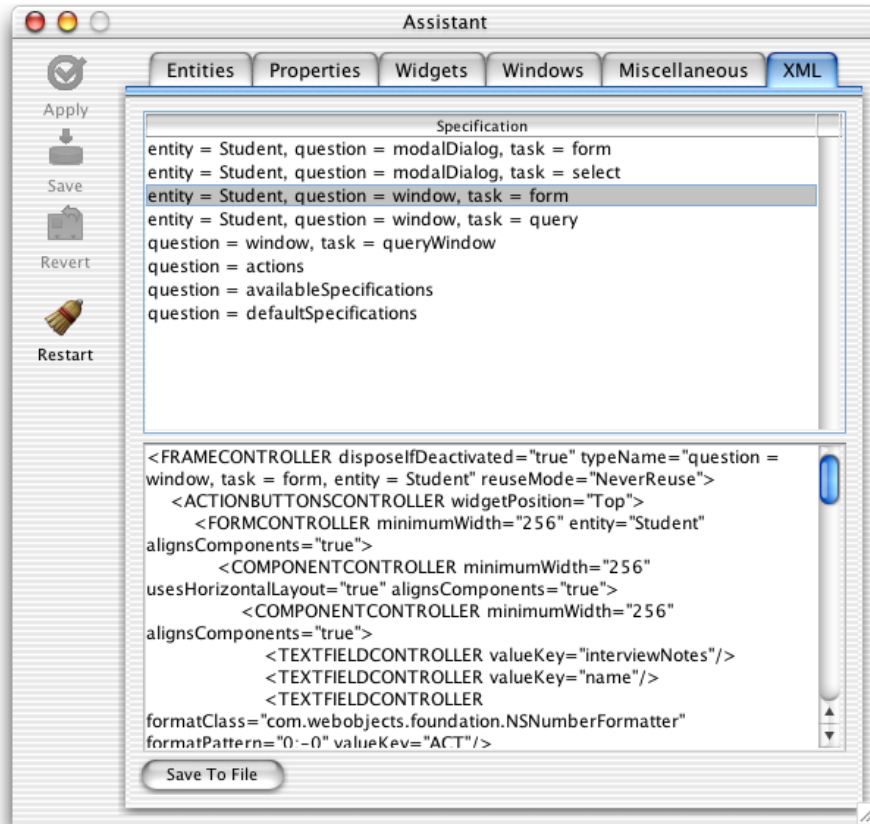 Assistant
Apply
Save
Revert
Restart
Entities Properties Widgets Windows Miscellaneous XML
Specification
entity = Student, question = modalDialog, task = form
entity = Student, question = modalDialog, task = select
entity = Student, question = window, task = form
entity = Student, question = window, task = query
question = window, task = queryWindow
question = actions
question = availableSpecifications
question = defaultSpecifications
<FRAMECONTROLLER disposeIfDeactivated="true" typeName="question =
window, task = form, entity = Student" reuseMode="NeverReuse">
<ACTIONBUTTONSCONTROLLER widgetPosition="Top">
<FORMCONTROLLER minimumWidth="256" entity="Student"
alignsComponents="true">
<COMPONENTCONTROLLER minimumWidth="256"
usesHorizontalLayout="true" alignsComponents="true">
<COMPONENTCONTROLLER minimumWidth="256"
alignsComponents="true">
<TEXTFIELDCONTROLLER valueKey="interviewNotes"/>
<TEXTFIELDCONTROLLER valueKey="name"/>
<TEXTFIELDCONTROLLER
formatClass="com.webobjects.foundation.NSNumberFormatter"
formatPattern="0;-0" valueKey="ACT"/>
Save To File